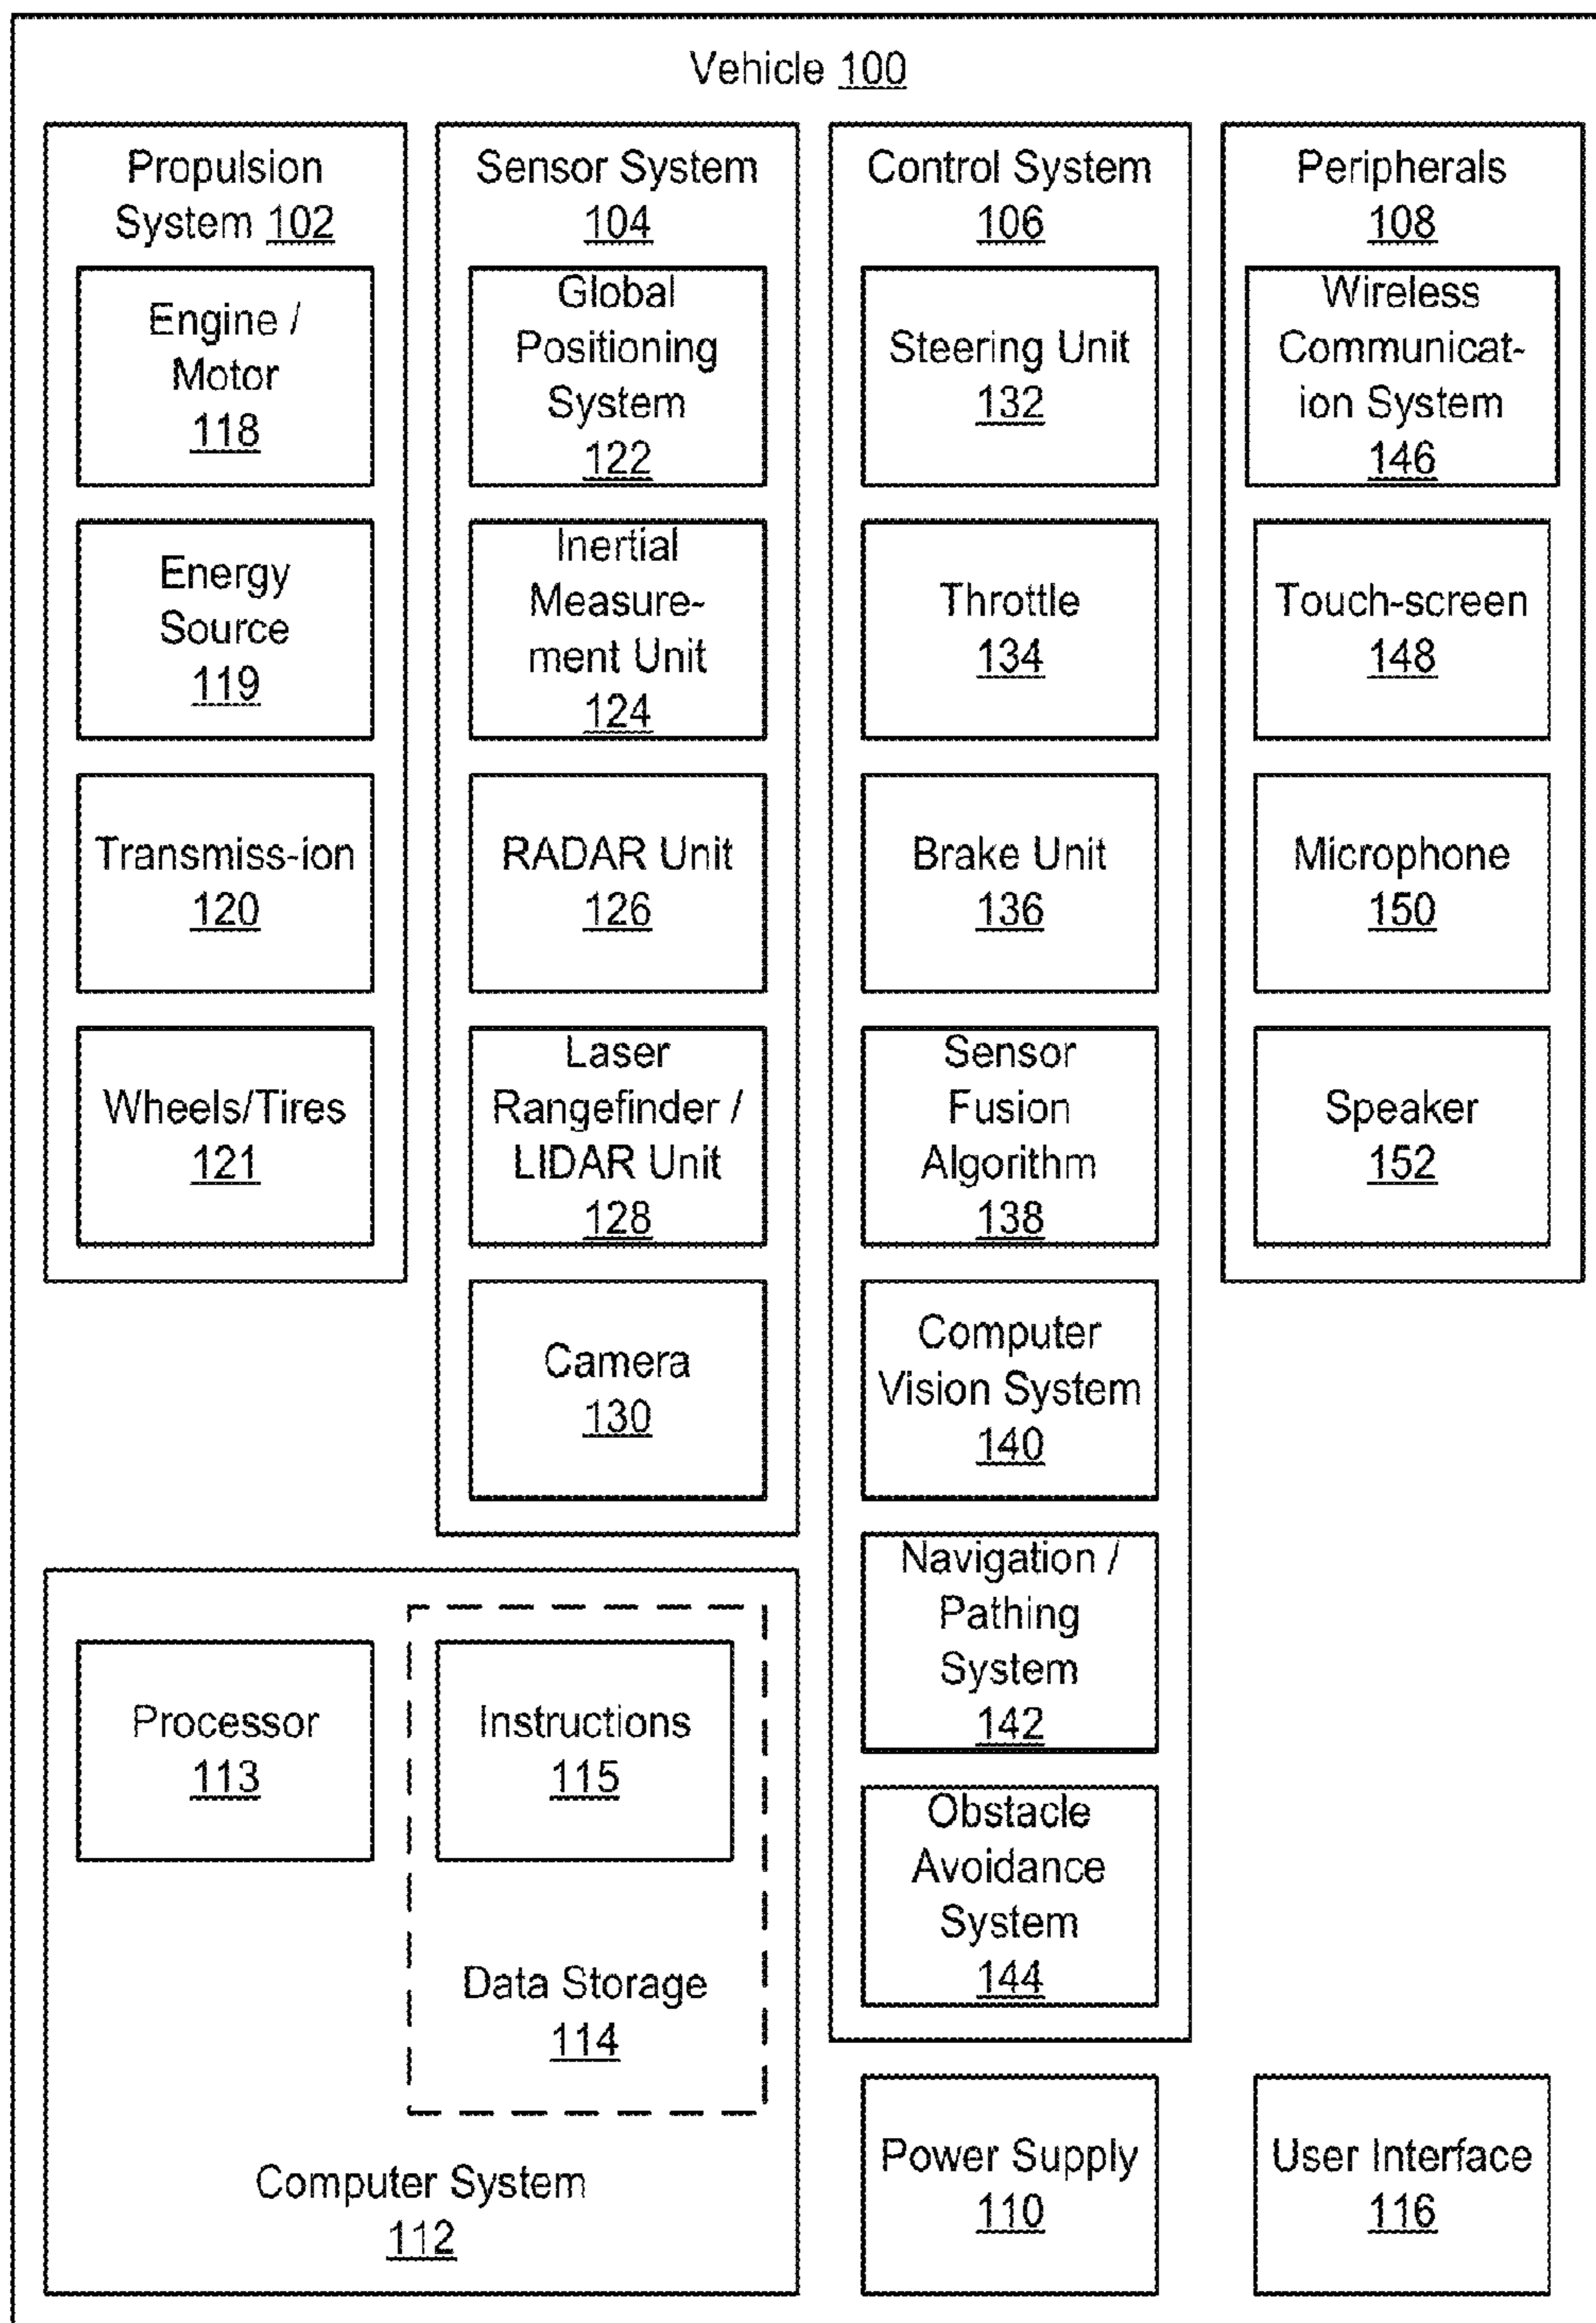 Vehicle 100
Propulsion
System 102
Engine /
Motor
118
Energy
Source
119
Transmiss-ion
120
Wheels/Tires
121
Sensor System
104
Global
Positioning
System
122
Inertial
Measure-
ment Unit
124
RADAR Unit
126
Laser
Rangefinder /
LIDAR Unit
128
Camera
130
Control System
106
Steering Unit
132
Throttle
134
Brake Unit
136
Sensor
Fusion
Algorithm
138
Computer
Vision System
140
Navigation /
Pathing
System
142
Obstacle
Avoidance
System
144
Peripherals
108
Wireless
Communicat-
ion System
146
Touch-screen
148
Microphone
150
Speaker
152
Processor
113
Instructions
115
Data Storage
114
Computer System
112
Power Supply
110
User Interface
116